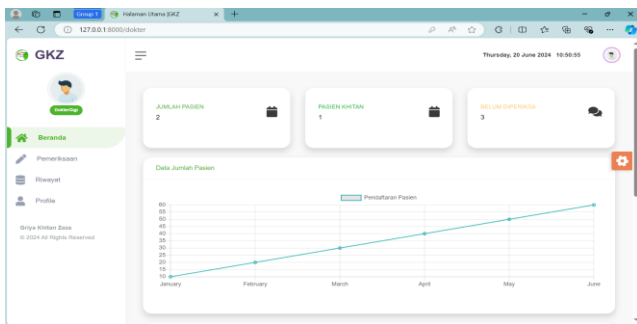 Group 1
Halaman Utama |GKZ
127.0.0.1:8000/dokter
GKZ
Thursday, 20 June 2024 10:50:55
DokterGigi
Beranda
Pemeriksaan
Riwayat
Profile
Griya Khitan Zaza
© 2024 All Rights Reserved
JUMLAH PASIEN
2
PASIEN KHITAN
1
BELUM DIPERIKSA
3
Data Jumlah Pasien
Pendaftaran Pasien
60
55
50
45
40
35
30
25
20
15
10
January February March April May June